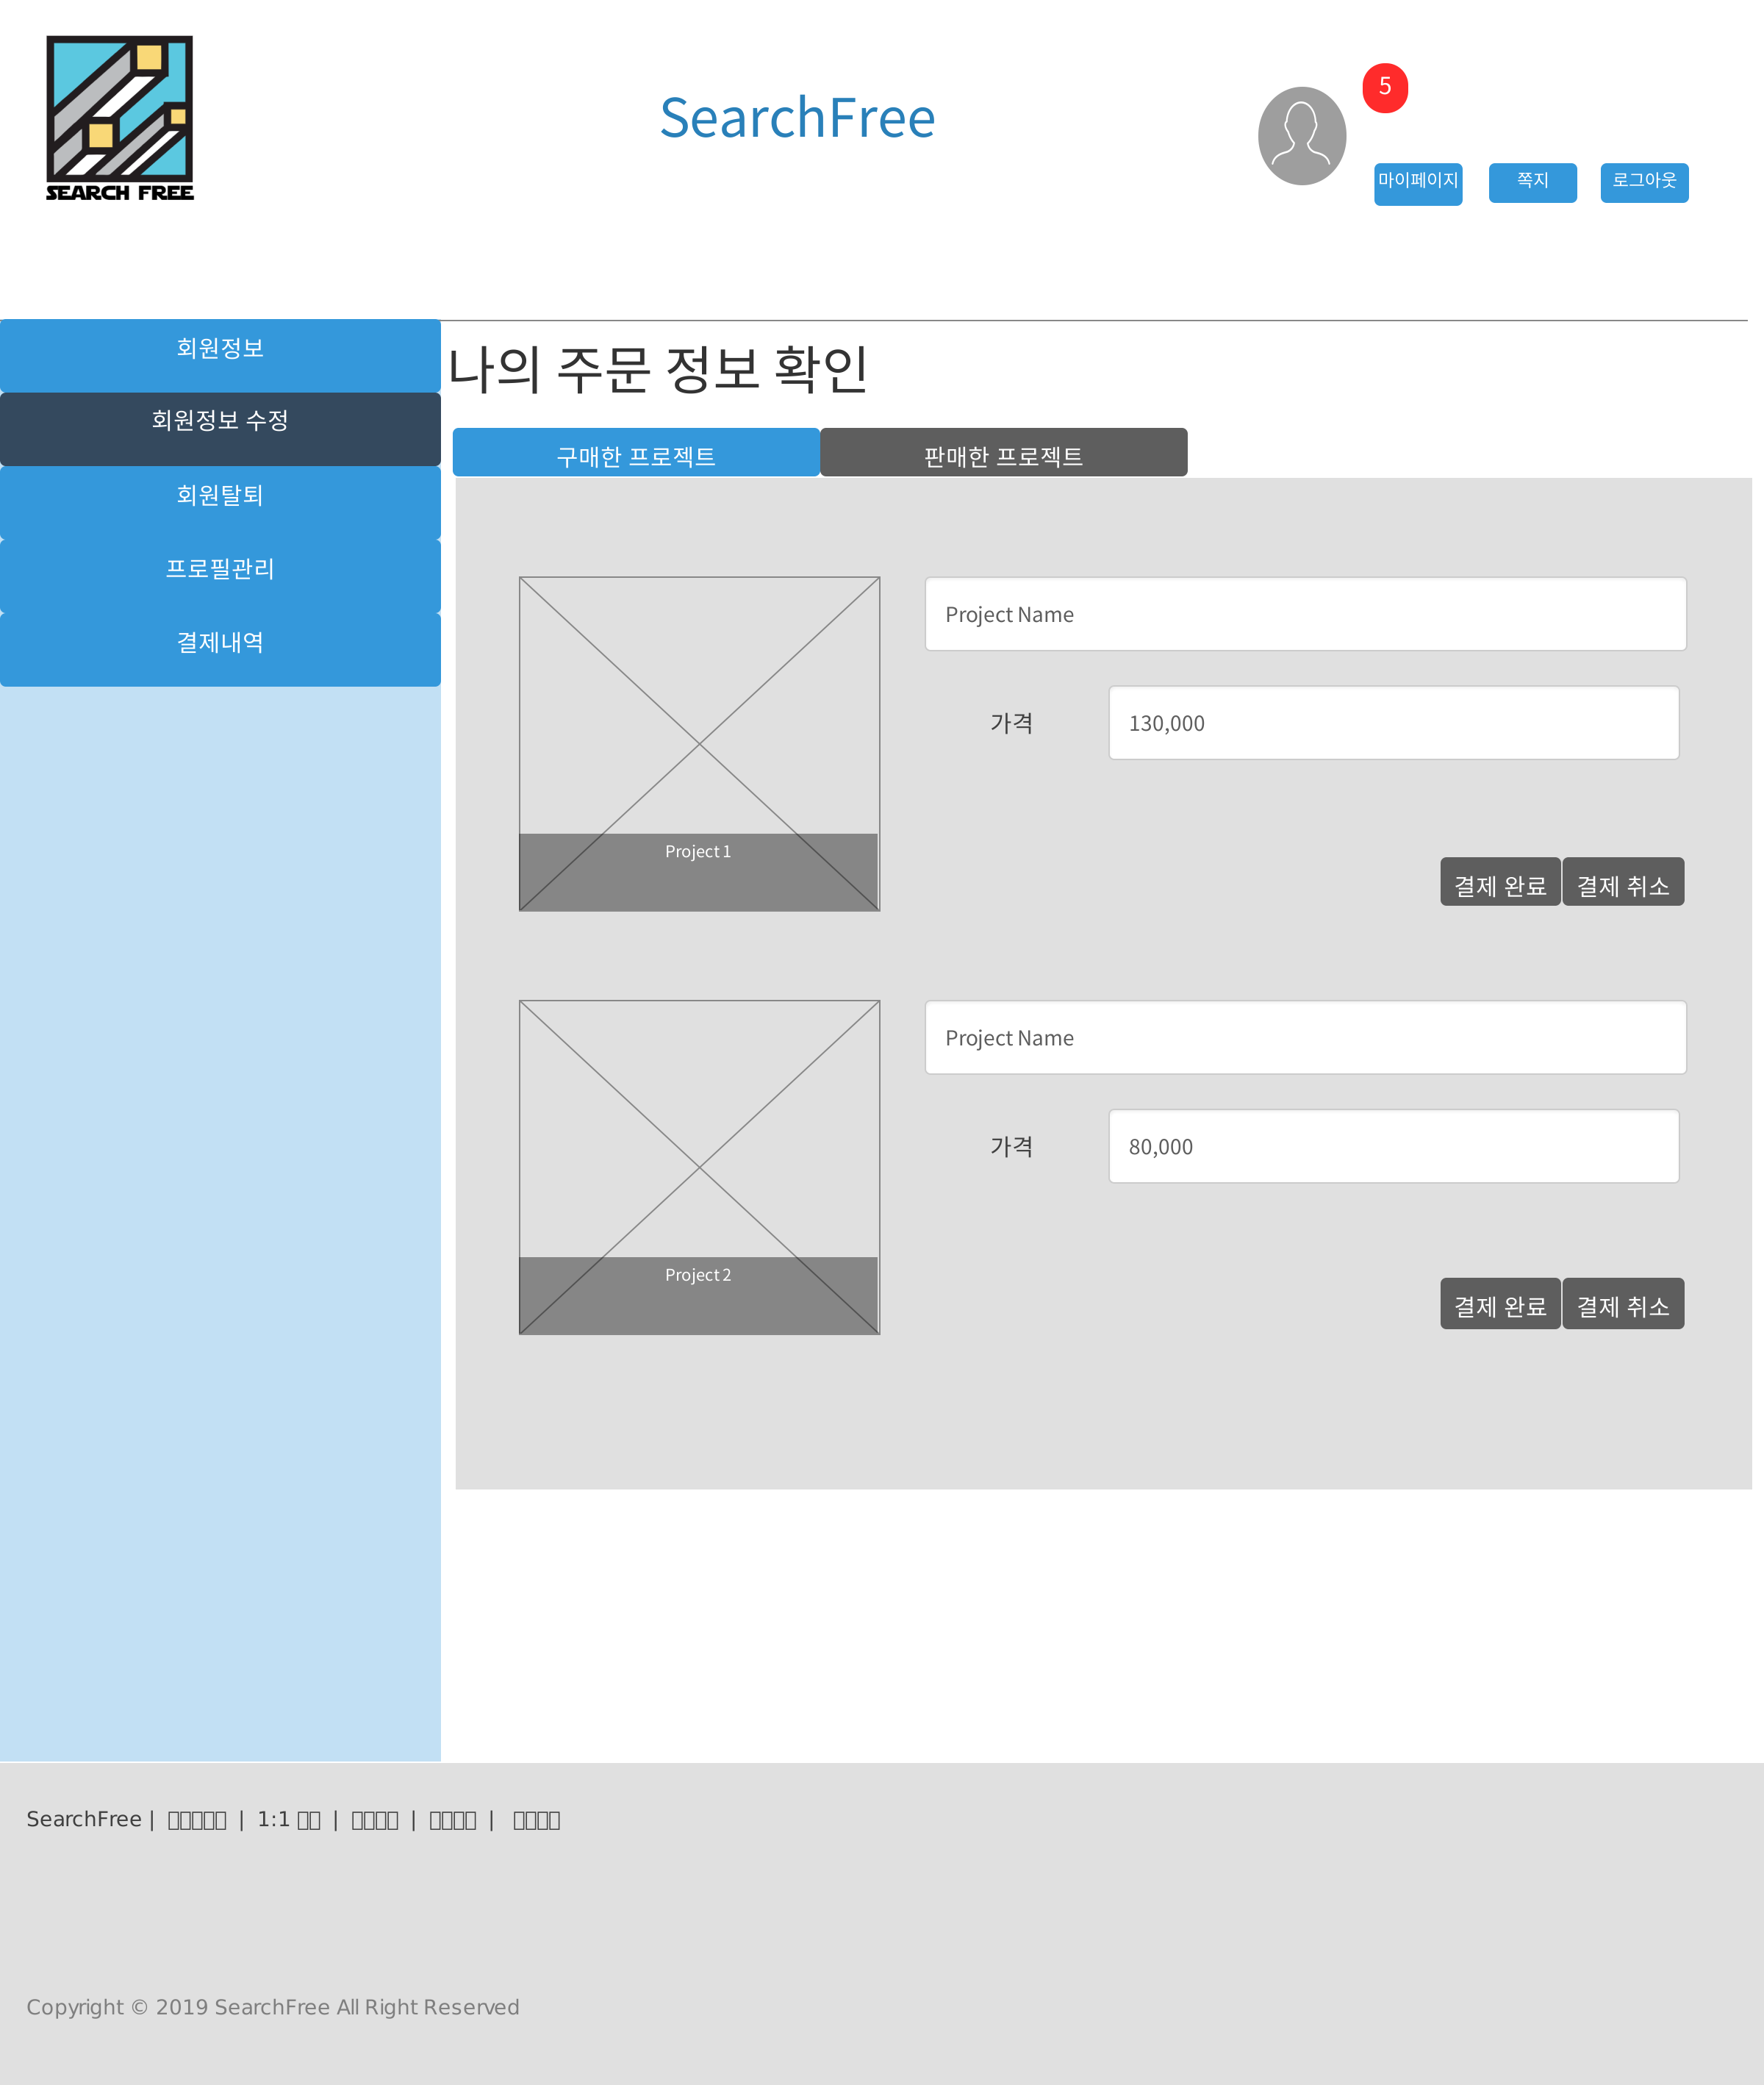 SEARCH FREE
SearchFree
5
마이페이지
쪽지
로그아웃
회원정보
회원정보 수정
회원탈퇴
프로필관리
결제내역
나의 주문 정보 확인
구매한 프로젝트
판매한 프로젝트
Project 1
Project Name
가격
130,000
결제 완료
결제 취소
Project 2
Project Name
가격
80,000
결제 완료
결제 취소
SearchFree | | 1:1 | | |
Copyright © 2019 SearchFree All Right Reserved